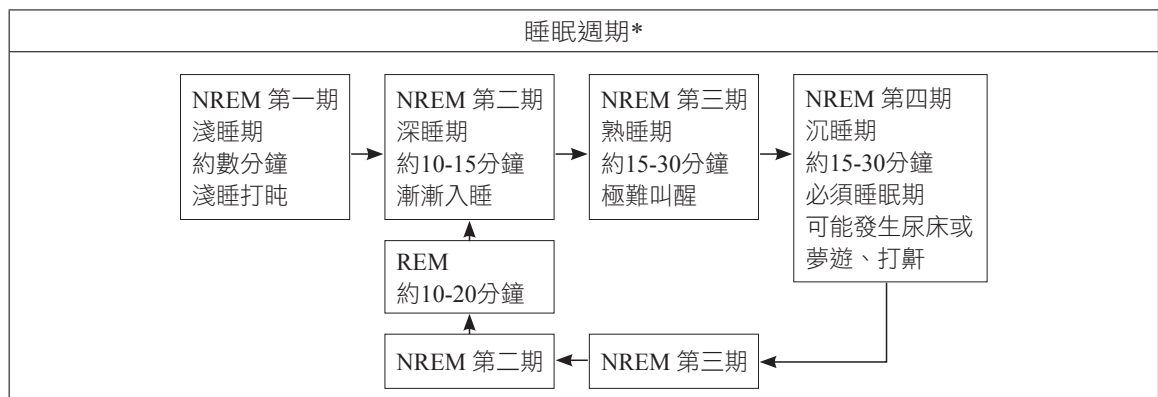 睡眠週期*
NREM 第一期
淺睡期
約數分鐘
淺睡打盹
NREM 第二期
深睡期
約10-15分鐘
漸漸入睡
NREM 第三期
熟睡期
約15-30分鐘
極難叫醒
NREM 第四期
沉睡期
約15-30分鐘
必須睡眠期
可能發生尿床或
夢遊、打鼾
REM
約10-20分鐘
NREM 第二期
NREM 第三期